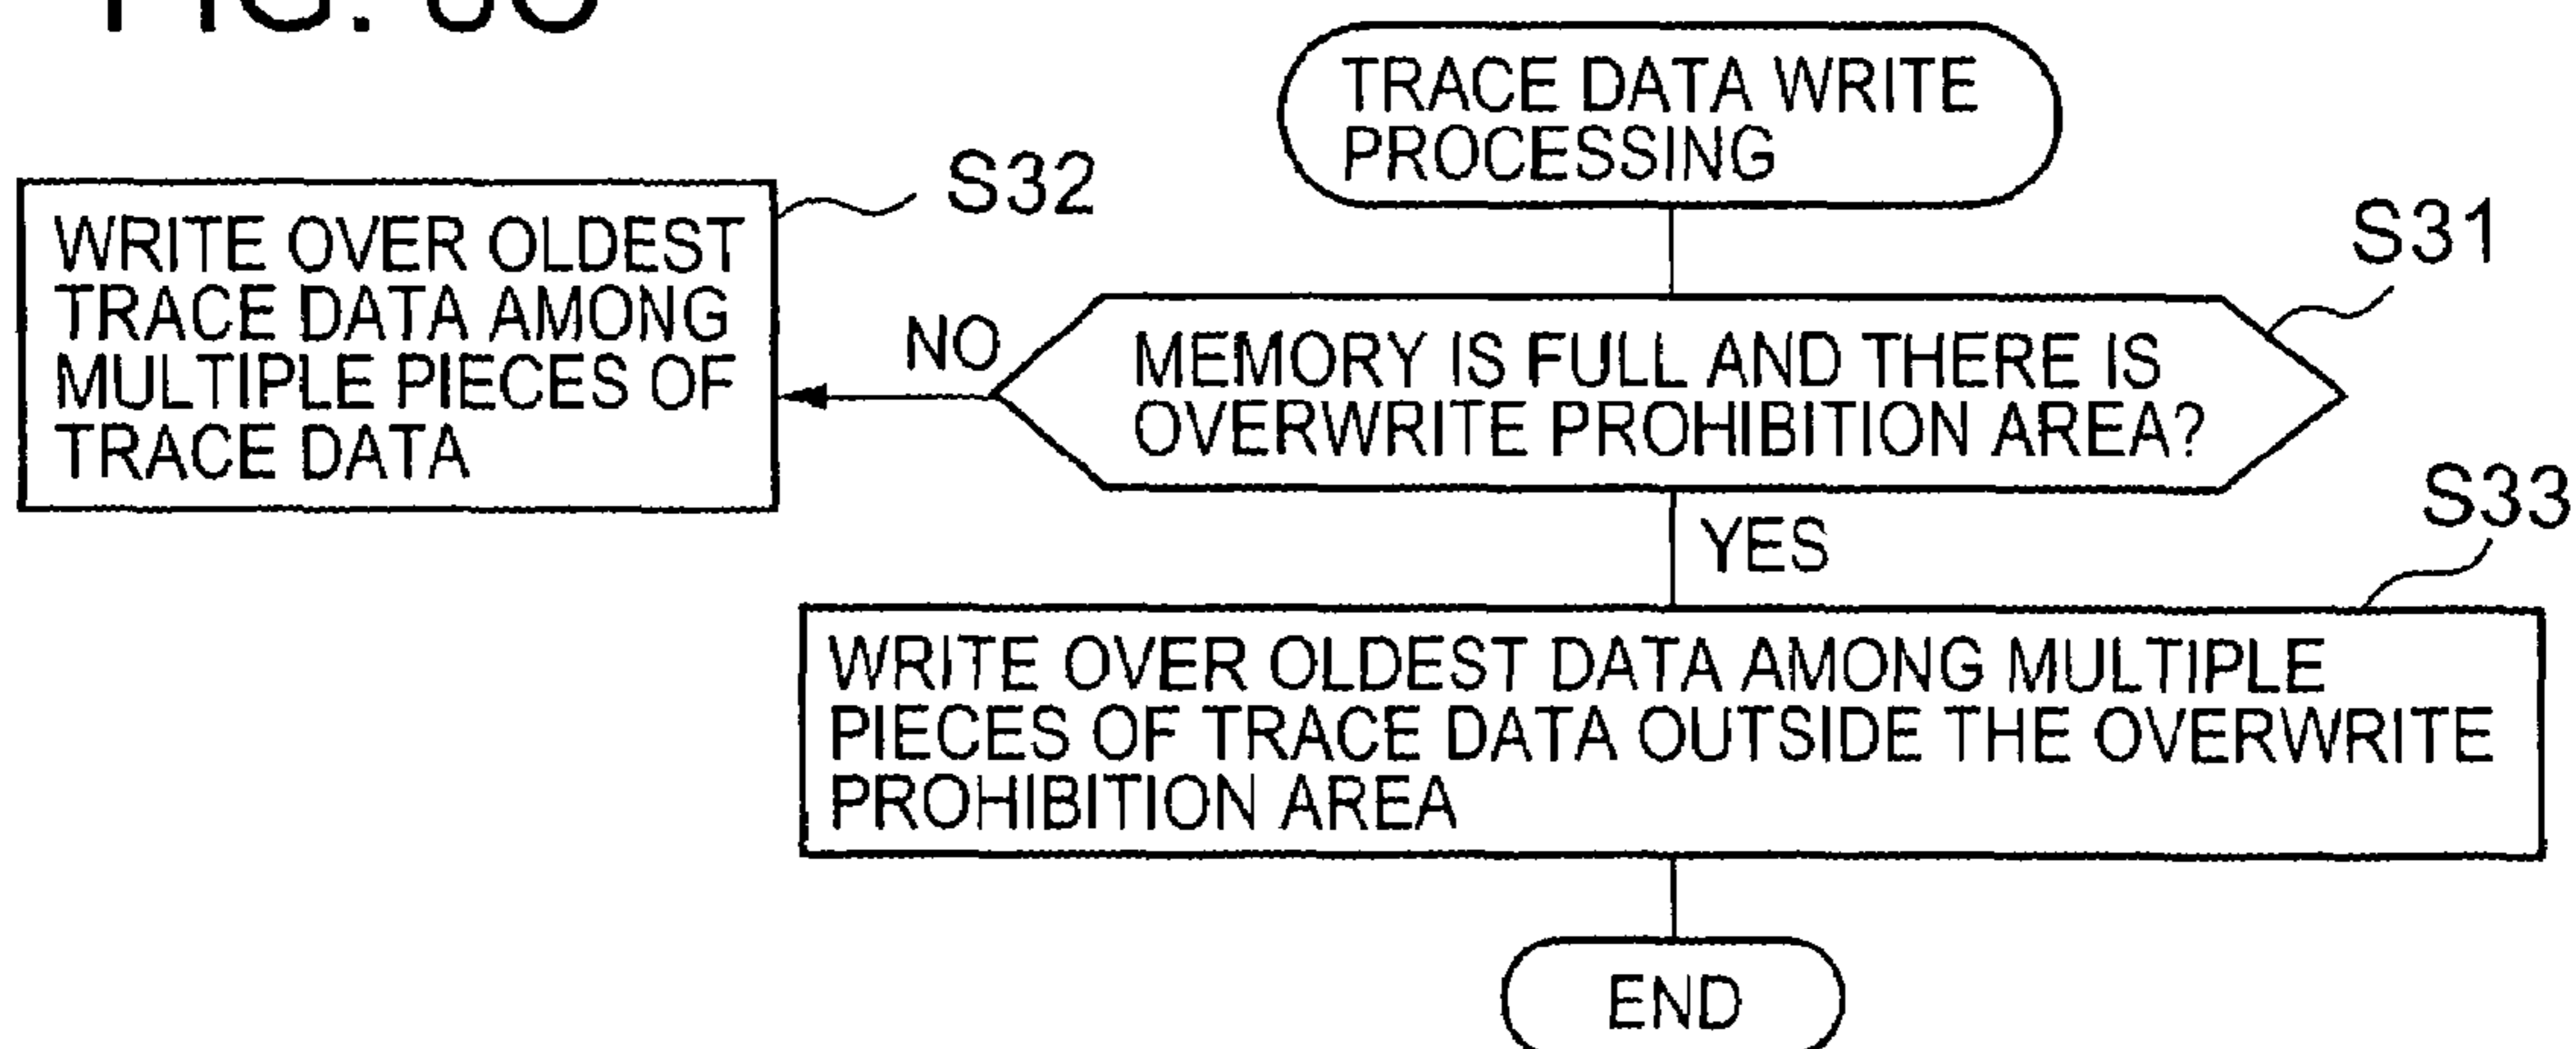 FIG.
TRACE DATA WRITE
PROCESSING
S32
WRITE OVER OLDEST
TRACE DATA AMONG
MULTIPLE PIECES OF
TRACE DATA
S31
NO
MEMORY IS FULL AND THERE IS
OVERWRITE PROHIBITION AREA?
YES
S33
WRITE OVER OLDEST DATA AMONG MULTIPLE
PIECES OF TRACE DATA OUTSIDE THE OVERWRITE
PROHIBITION AREA
END